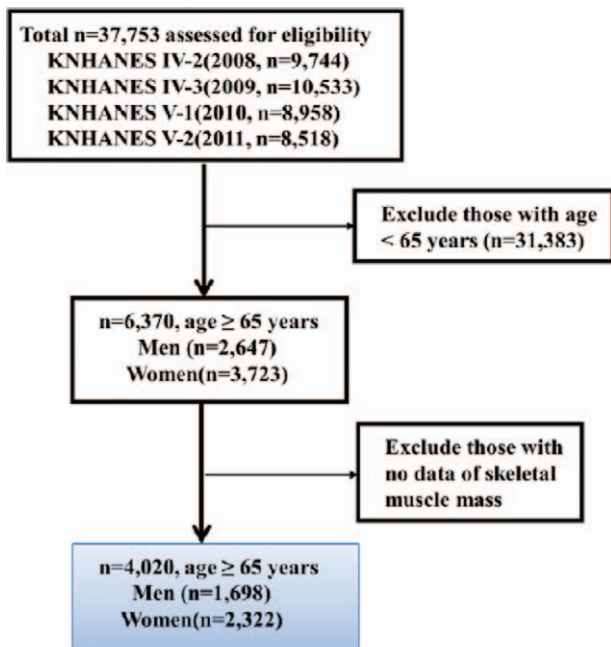 Total n=37,753 assessed for eligibility
KNHANES IV-2(2008, n=9,744)
KNHANES IV-3(2009, n=10,533)
KNHANES V-1(2010, n=8,958)
KNHANES V-2(2011, n=8,518)
Exclude those with age
< 65 years (n=31,383)
n=6,370, age ≥ 65 years
Men (n=2,647)
Women(n=3,723)
Exclude those with
no data of skeletal
muscle mass
n=4,020, age ≥ 65 years
Men (n=1,698)
Women(n=2,322)